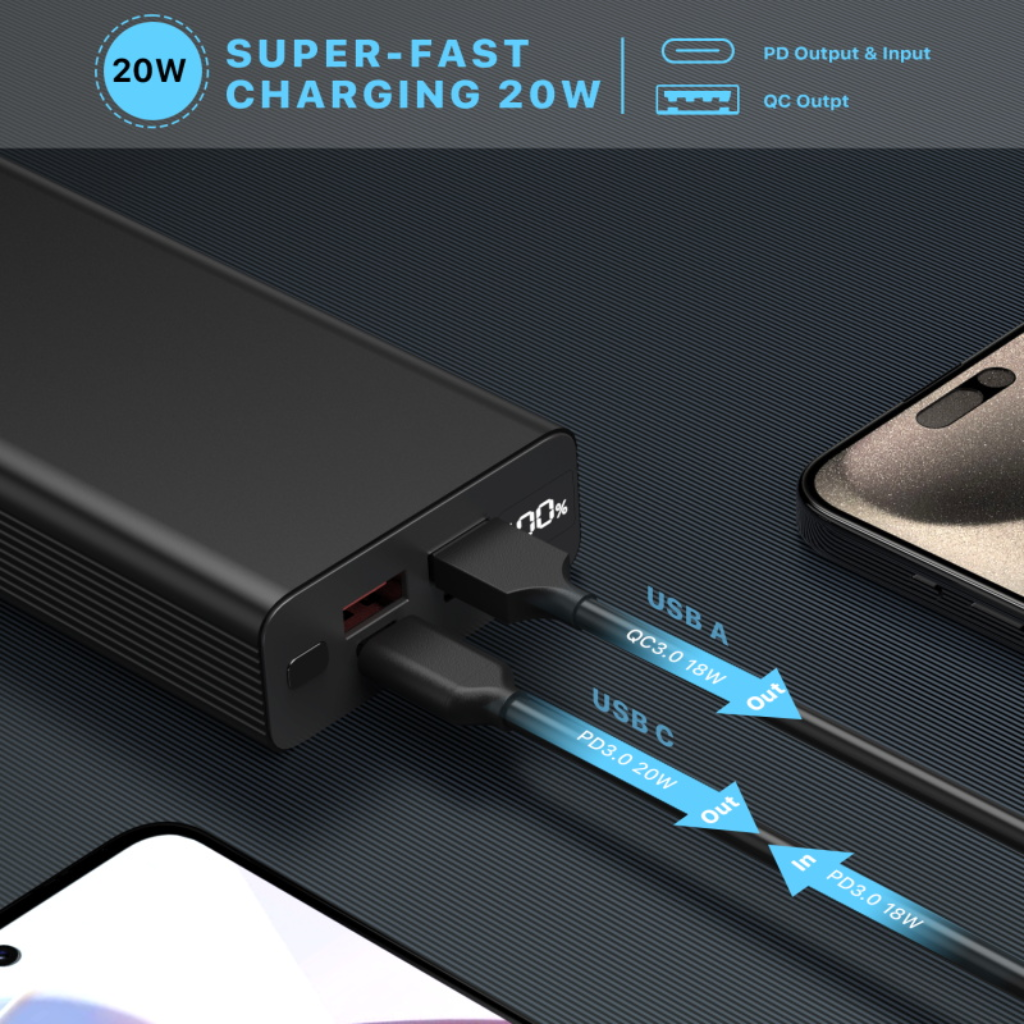 20W
SUPER-FAST
CHARGING 20W
PD Output & Input
QC Outpt
00%
USB A
QC3.0 18W
Out
USB C
PD3.0 20W
Out
In
PD3.0 18W